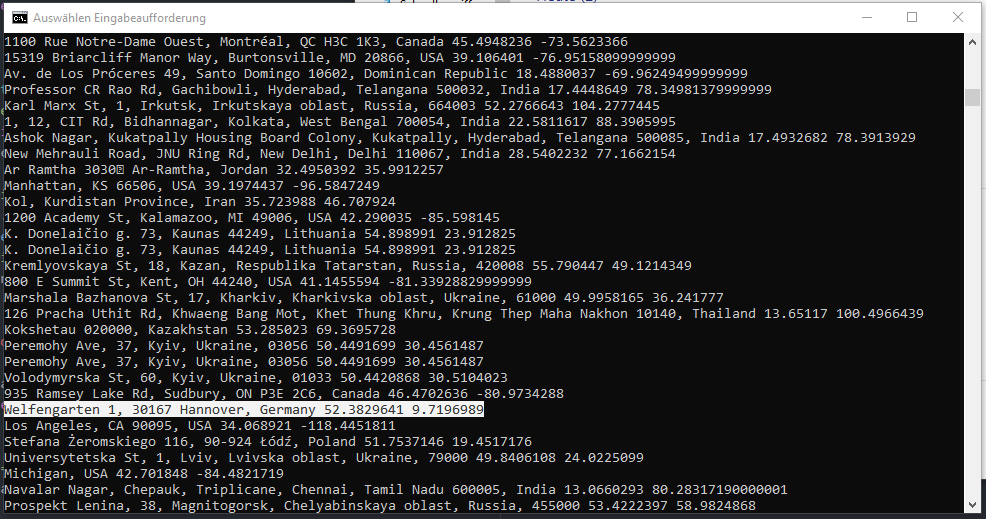 Auswählen Eingabeaufforderung
1100 Rue Notre-Dame Ouest, Montréal, QC H3C 1K3, Canada 45.4948236 -73.5623366
15319 Briarcliff Manor Way, Burtonsville, MD 20866, USA 39.106401 -76.95158099999999
Av. de Los Próceres 49, Santo Domingo 10602, Dominican Republic 18.4880037 -69.96249499999999
Professor CR Rao Rd, Gachibowli, Hyderabad, Telangana 500032, India 17.4448649 78.34981379999999
Karl Marx St, 1, Irkutsk, Irkutskaya oblast, Russia, 664003 52.2766643 104.2777445
1, 12, CIT Rd, Bidhannagar, Kolkata, West Bengal 700054, India 22.5811617 88.3905995
Ashok Nagar, Kukatpally Housing Board Colony, Kukatpally, Hyderabad, Telangana 500085, India 17.4932682 78.3913929
New Mehrauli Road, JNU Ring Rd, New Delhi, Delhi 110067, India 28.5402232 77.1662154
Ar Ramtha 3030 Ar-Ramtha, Jordan 32.4950392 35.9912257
Manhattan, KS 66506, USA 39.1974437 -96.5847249
Kol, Kurdistan Province, Iran 35.723988 46.707924
1200 Academy St, Kalamazoo, MI 49006, USA 42.290035 -85.598145
K. Donelaičio g. 73, Kaunas 44249, Lithuania 54.898991 23.912825
K. Donelaičio g. 73, Kaunas 44249, Lithuania 54.898991 23.912825
Kremlyovskaya St, 18, Kazan, Respublika Tatarstan, Russia, 420008 55.790447 49.1214349
800 E Summit St, Kent, OH 44240, USA 41.1455594 -81.33928829999999
Marshala Bazhanova St, 17, Kharkiv, Kharkivska oblast, Ukraine, 61000 49.9958165 36.241777
126 Pracha Uthit Rd, Khwaeng Bang Mot, Khet Thung Khru, Krung Thep Maha Nakhon 10140, Thailand 13.65117 100.4966439
Kokshetau 020000, Kazakhstan 53.285023 69.3695728
Peremohy Ave, 37, Kyiv, Ukraine, 03056 50.4491699 30.4561487
Peremohy Ave, 37, Kyiv, Ukraine, 03056 50.4491699 30.4561487
Volodymyrska St, 60, Kyiv, Ukraine, 01033 50.4420868 30.5104023
935 Ramsey Lake Rd, Sudbury, ON P3E 2C6, Canada 46.4702636 -80.9734288
Welfengarten 1, 30167 Hannover, Germany 52.3829641 9.7196989
Los Angeles, CA 90095, USA 34.068921 -118.4451811
Stefana Żeromskiego 116, 90-924 Łódź, Poland 51.7537146 19.4517176
Universytetska St, 1, Lviv, Lvivska oblast, Ukraine, 79000 49.8406108 24.0225099
Michigan, USA 42.701848 -84.4821719
Navalar Nagar, Chepauk, Triplicane, Chennai, Tamil Nadu 600005, India 13.0660293 80.28317190000001
Prospekt Lenina, 38, Magnitogorsk, Chelyabinskaya oblast, Russia, 455000 53.4222397 58.9824868